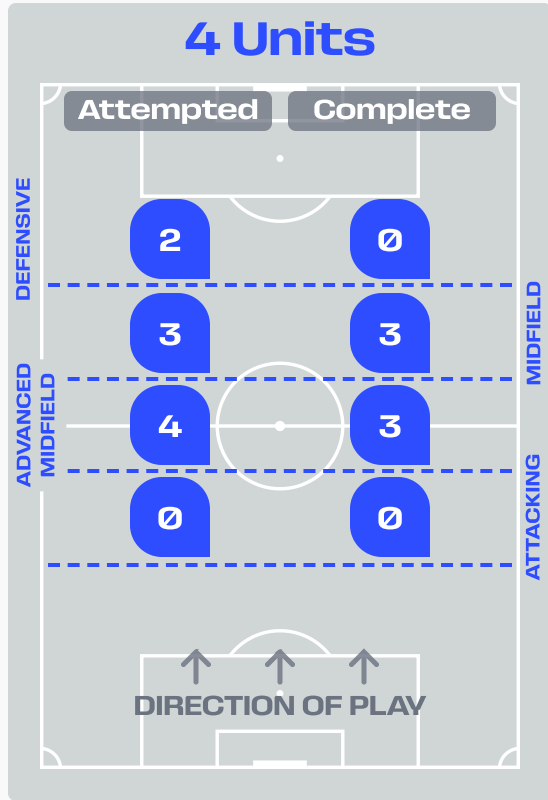 4 Units
Attempted Complete
DEFENSIVE
2 0
MIDFIELD
3 3
ADVANCED
MIDFIELD
4 3
ATTACKING
0 0
DIRECTION OF PLAY